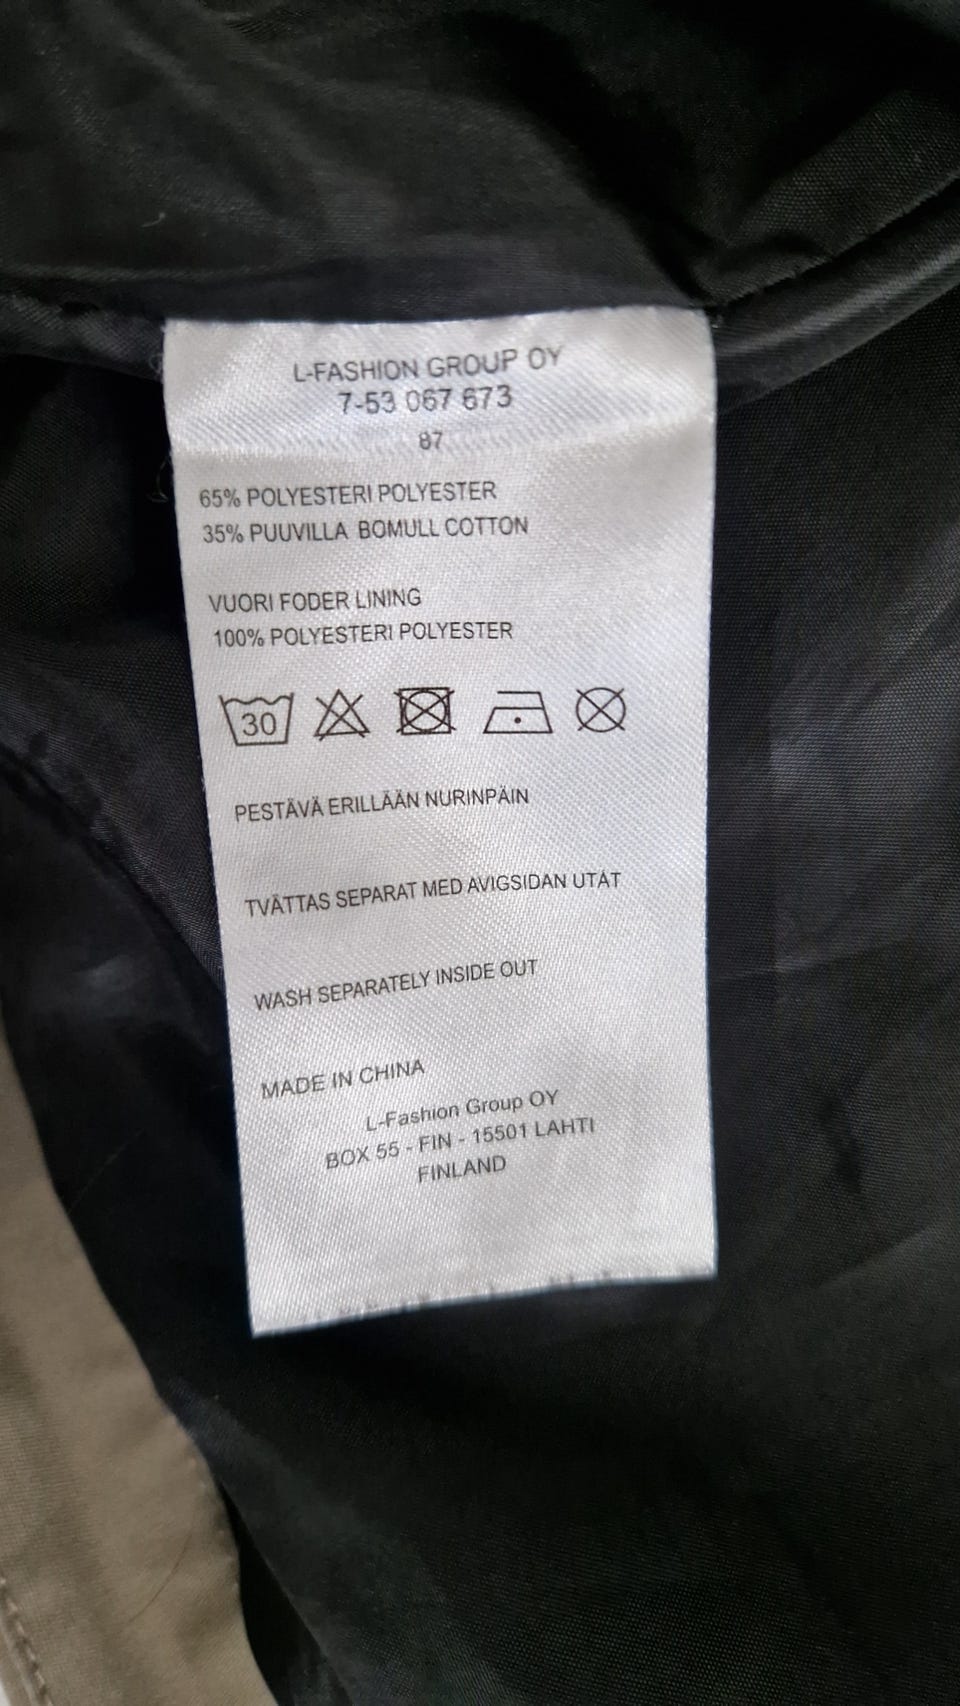 L-FASHION GROUP OY
7-53 067 673
87
65% POLYESTERI POLYESTER
35% PUUVILLA BOMULL COTTON
VUORI FODER LINING
100% POLYESTERI POLYESTER
30
PESTÄVÄ ERILLÄÄN NURINPÄIN
TVÄTTAS SEPARAT MED AVIGSIDAN UTÅT
WASH SEPARATELY INSIDE OUT
MADE IN CHINA
L-Fashion Group OY
BOX 55 - FIN - 15501 LAHTI
FINLAND